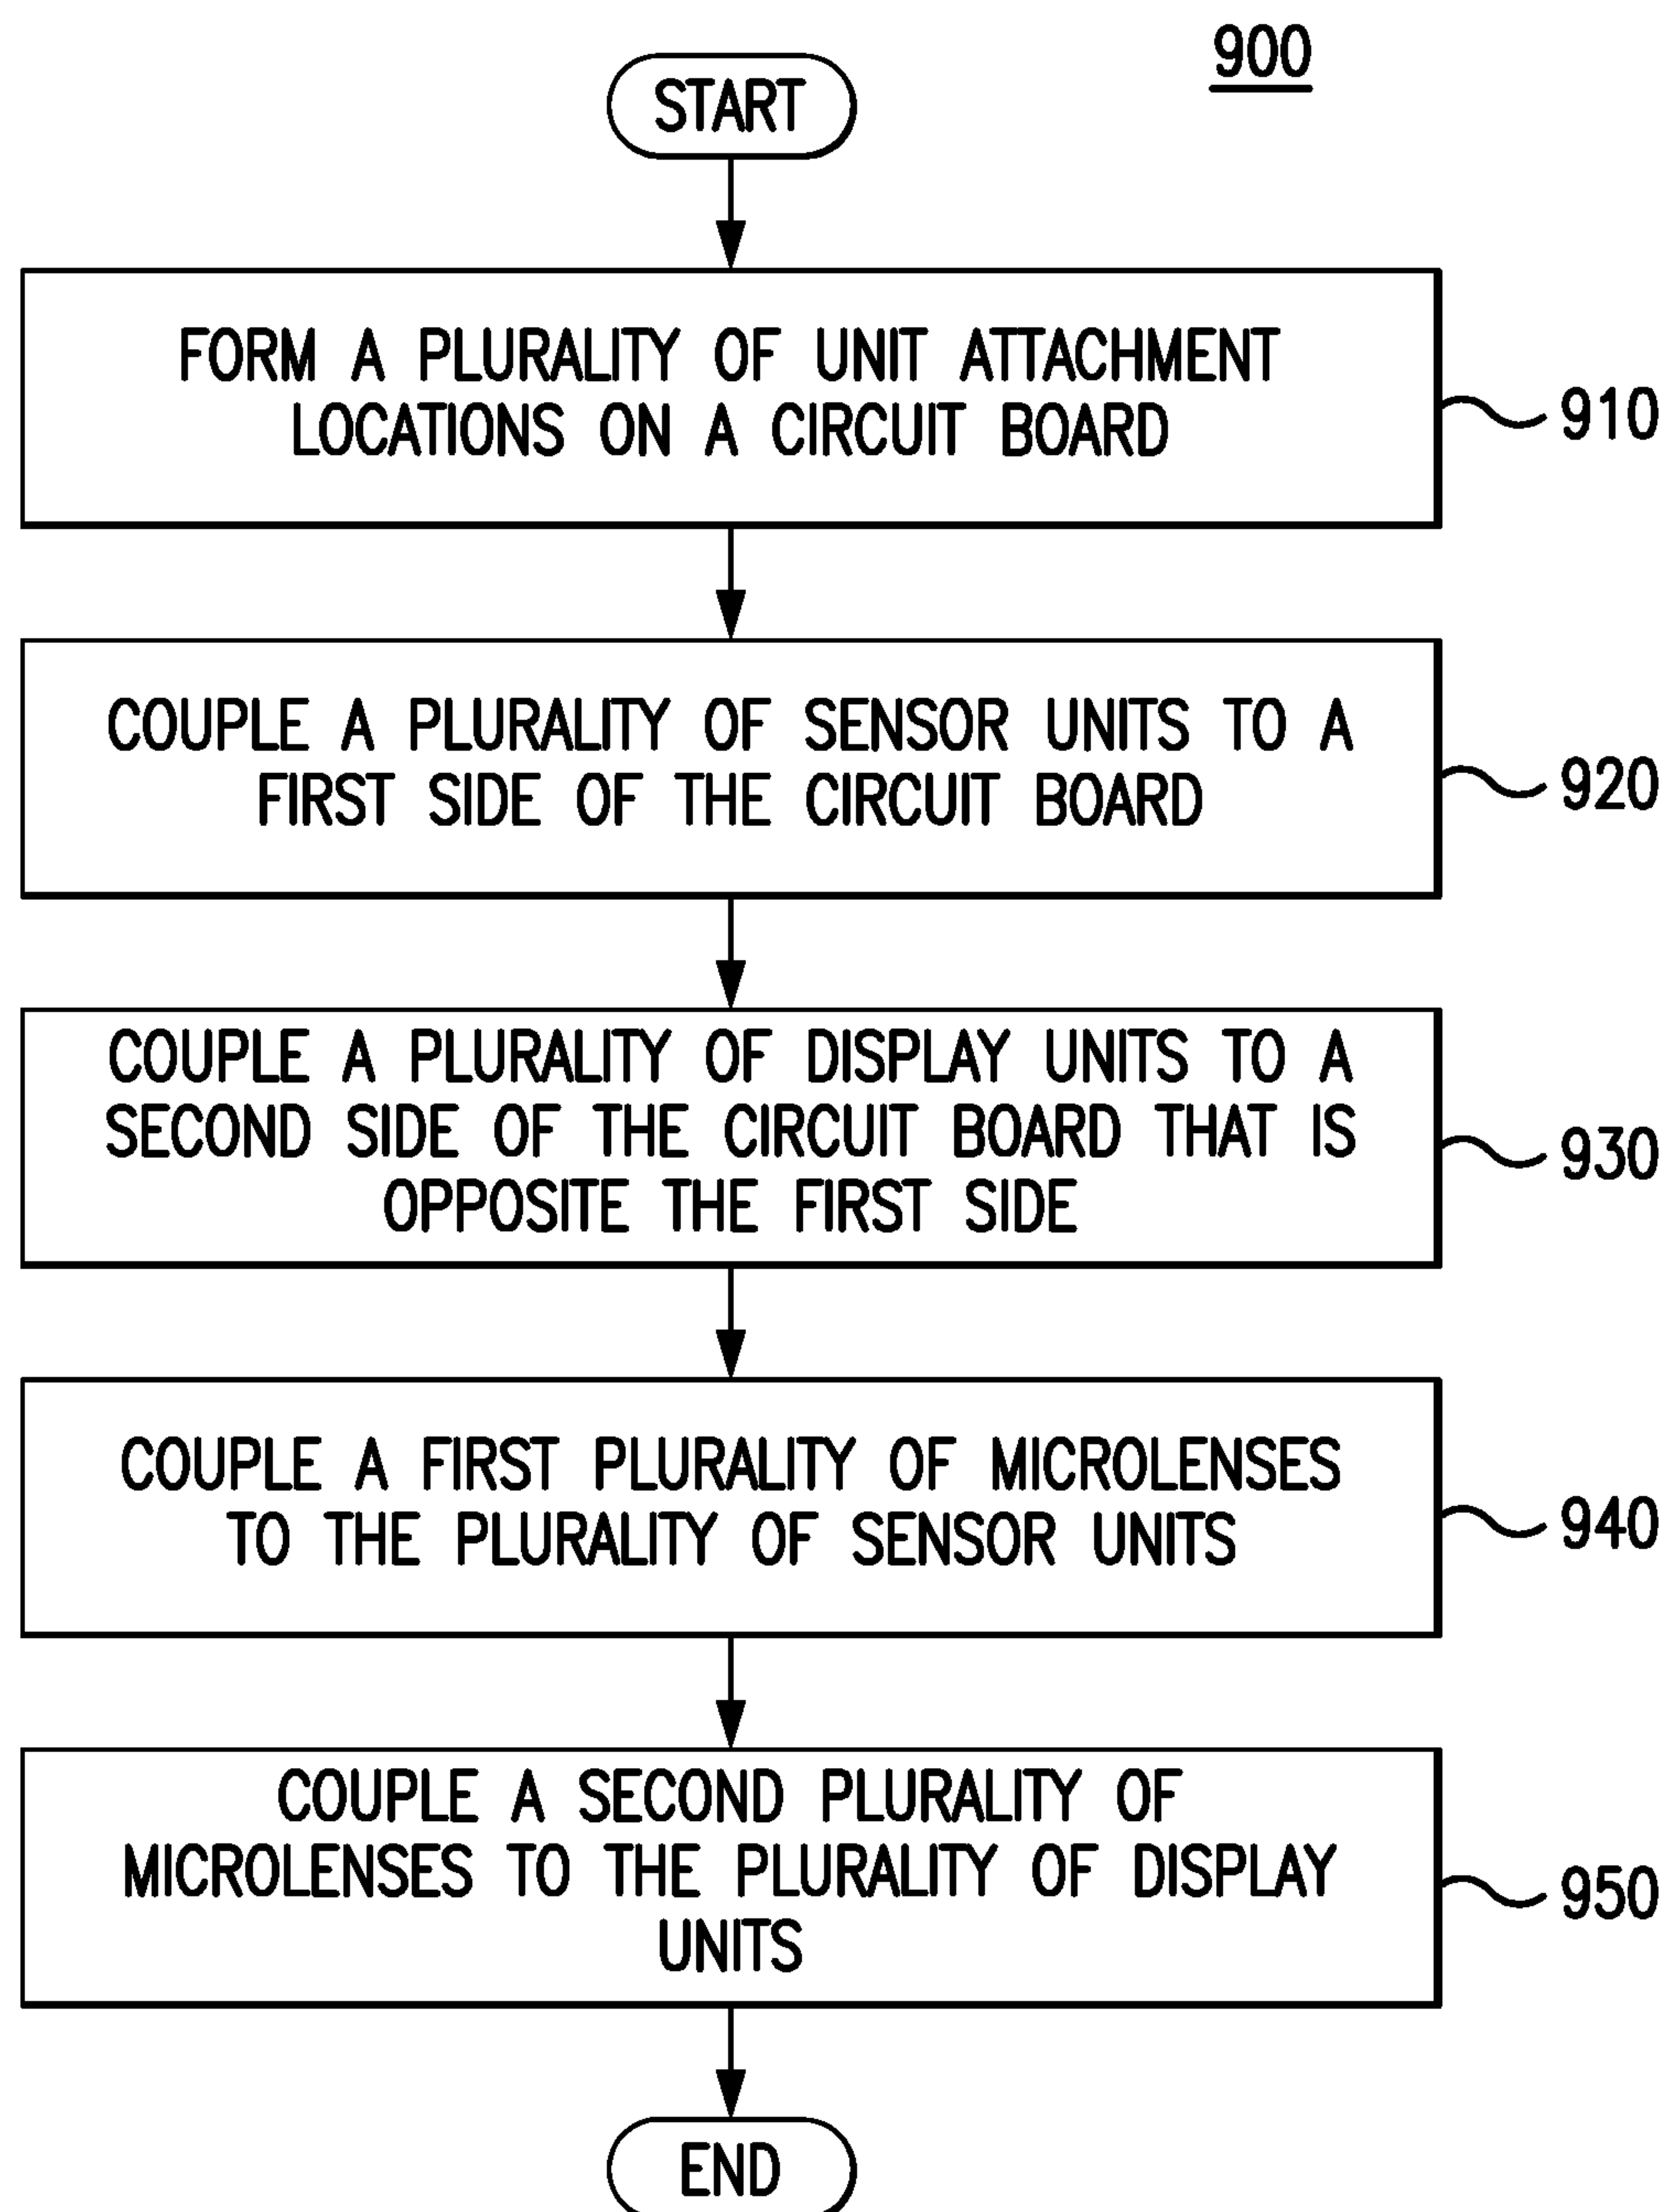 900
START
FORM A PLURALITY OF UNIT ATTACHMENT
LOCATIONS ON A CIRCUIT BOARD
910
COUPLE A PLURALITY OF SENSOR UNITS TO A
FIRST SIDE OF THE CIRCUIT BOARD
920
COUPLE A PLURALITY OF DISPLAY UNITS TO A
SECOND SIDE OF THE CIRCUIT BOARD THAT IS
OPPOSITE THE FIRST SIDE
930
COUPLE A FIRST PLURALITY OF MICROLENSES
TO THE PLURALITY OF SENSOR UNITS
940
COUPLE A SECOND PLURALITY OF
MICROLENSES TO THE PLURALITY OF DISPLAY
UNITS
950
END